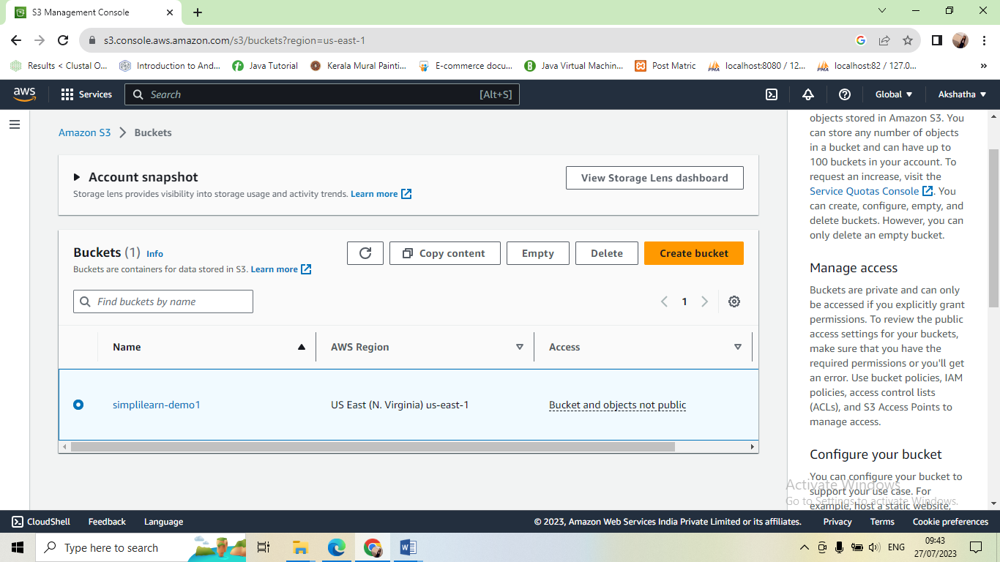 S3 Management Console
s3.console.aws.amazon.com/s3/buckets?region=us-east-1
Results < Clustal O...
Introduction to And...
Java Tutorial
Kerala Mural Painti...
E-commerce docu...
Java Virtual Machin...
Post Matric
localhost:8080 / 12...
localhost:82 / 127.0...
»
aws
Services
Search
[Alt+S]
Global
Akshatha
Amazon S3
Buckets
Account snapshot
Storage lens provides visibility into storage usage and activity trends. Learn more
View Storage Lens dashboard
Buckets (1) Info
Buckets are containers for data stored in S3. Learn more
Copy content
Empty
Delete
Create bucket
Find buckets by name
1
Name
AWS Region
Access
simplilearn-demo1
US East (N. Virginia) us-east-1
Bucket and objects not public
objects stored in Amazon S3. You
can store any number of objects
in a bucket and can have up to
100 buckets in your account. To
request an increase, visit the
Service Quotas Console . You
can create, configure, empty, and
delete buckets. However, you can
only delete an empty bucket.
Manage access
Buckets are private and can only
be accessed if you explicitly grant
permissions. To review the public
access settings for your buckets,
make sure that you have the
required permissions or you'll get
an error. Use bucket policies, IAM
policies, access control lists
(ACLs), and S3 Access Points to
manage access.
Configure your bucket
You can configure your bucket to
support your use case. For
example, host a static website,
Activate Windows
Go to Settings to activate Windows.
CloudShell
Feedback
Language
© 2023, Amazon Web Services India Private Limited or its affiliates.
Privacy
Terms
Cookie preferences
Type here to search
W
ENG
09:43
27/07/2023